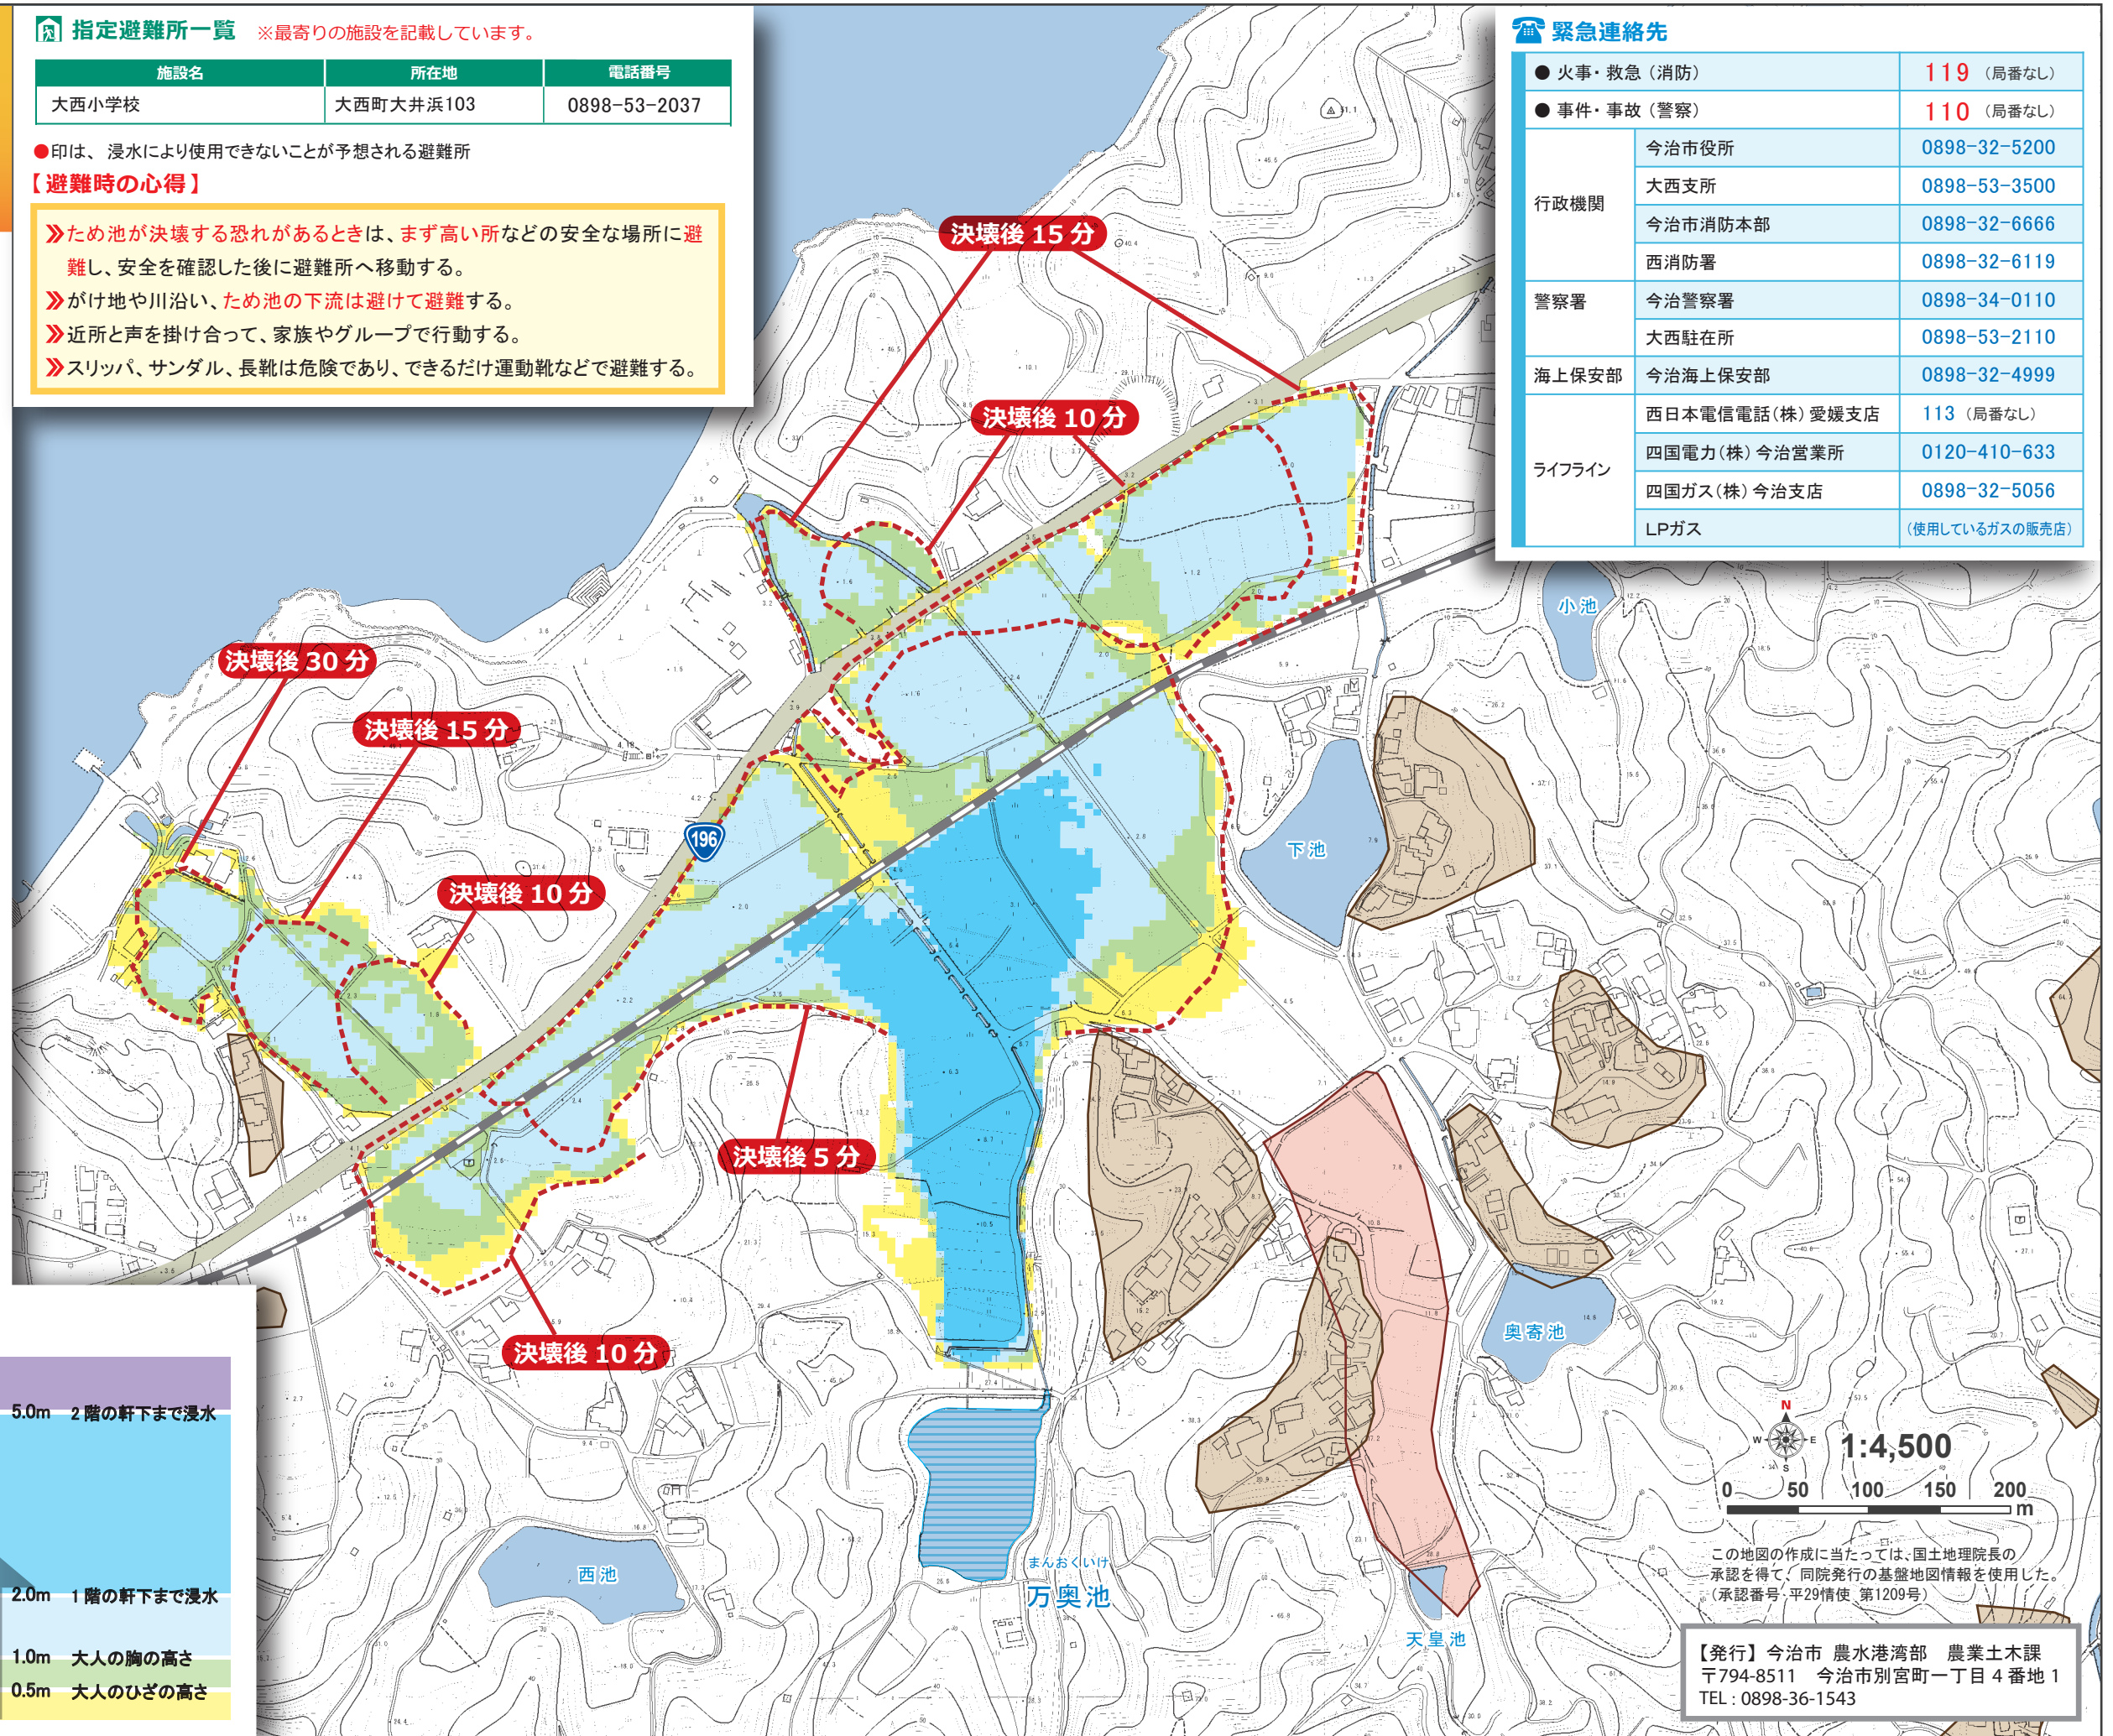 指定避難所一覧 ※最寄りの施設を記載しています。
施設名 所在地 電話番号
大西小学校 大西町大井浜103 0898-53-2037
●印は、浸水により使用できないことが予想される避難所
【避難時の心得】
≫ため池が決壊する恐れがあるときは、まず高い所などの安全な場所に避
難し、安全を確認した後に避難所へ移動する。
≫がけ地や川沿い、ため池の下流は避けて避難する。
≫近所と声を掛け合って、家族やグループで行動する。
≫スリッパ、サンダル、長靴は危険であり、できるだけ運動靴などで避難する。
緊急連絡先
● 火事・救急（消防） 119（局番なし）
● 事件・事故（警察） 110（局番なし）
行政機関
今治市役所 0898-32-5200
大西支所 0898-53-3500
今治市消防本部 0898-32-6666
西消防署 0898-32-6119
警察署
今治警察署 0898-34-0110
大西駐在所 0898-53-2110
海上保安部 今治海上保安部 0898-32-4999
ライフライン
西日本電信電話（株）愛媛支店 113（局番なし）
四国電力（株）今治営業所 0120-410-633
四国ガス（株）今治支店 0898-32-5056
LPガス （使用しているガスの販売店）
決壊後 15 分
決壊後 10 分
決壊後 30 分
決壊後 15 分
決壊後 10 分
196
小池
下池
決壊後 5 分
決壊後 10 分
奥寄池
西池
まんおくいけ
万奥池
天皇池
5.0m 2階の軒下まで浸水
2.0m 1階の軒下まで浸水
1.0m 大人の胸の高さ
0.5m 大人のひざの高さ
N
W E
S
1:4,500
0 50 100 150 200
m
この地図の作成に当たっては、国土地理院長の
承認を得て、同院発行の基盤地図情報を使用した。
（承認番号 平29情使 第1209号）
【発行】今治市 農水港湾部 農業土木課
〒794-8511 今治市別宮町一丁目4番地1
TEL : 0898-36-1543